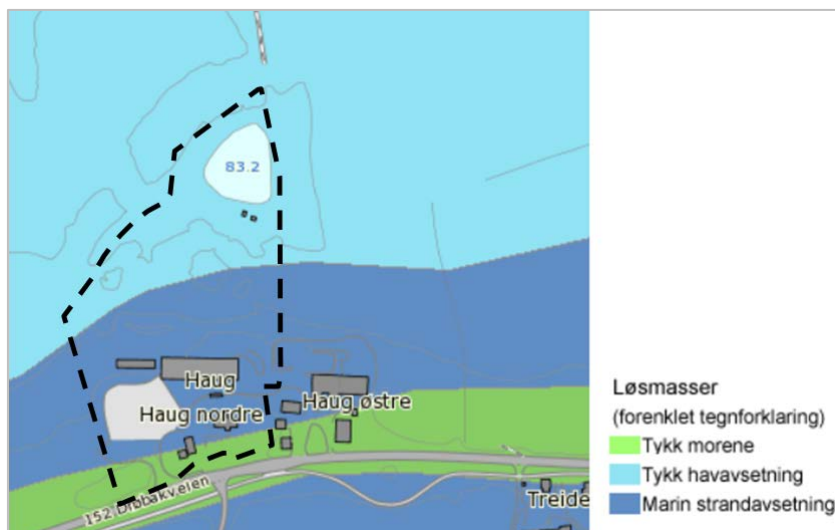 83.2
Haug
Haug nordre
Haug østre
152 Drøbakveien
Treide
Løsmasser
(forenklet tegnforklaring)
Tykk morene
Tykk havavsetning
Marin strandavsetning